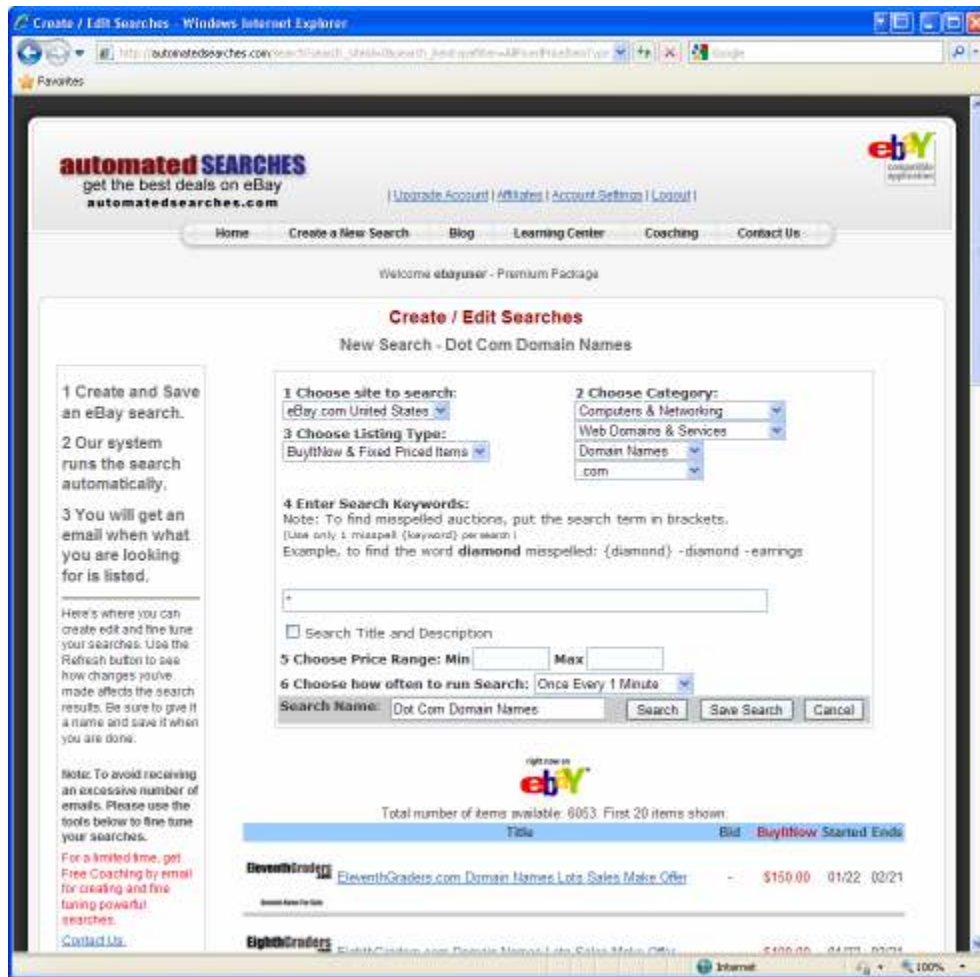 Create / Edit Searches - Windows Internet Explorer
automatedsearches.com
Google
Favorites
automated SEARCHES
get the best deals on eBay
automatedsearches.com
ebY
compatible
application
| Upgrade Account | Affiliates | Account Settings | Logout |
Home Create a New Search Blog Learning Center Coaching Contact Us
Welcome ebayuser - Premium Package
Create / Edit Searches
New Search - Dot Com Domain Names
1 Create and Save
an eBay search.
2 Our system
runs the search
automatically.
3 You will get an
email when what
you are looking
for is listed.
Here's where you can
create edit and fine tune
your searches. Use the
Refresh button to see
how changes you've
made affects the search
results. Be sure to give it
a name and save it when
you are done.
Note: To avoid receiving
an excessive number of
emails. Please use the
tools below to fine tune
your searches.
For a limited time, get
Free Coaching by email
for creating and fine
tuning powerful
searches.
Contact Us.
1 Choose site to search:
eBay.com United States
3 Choose Listing Type:
BuyItNow & Fixed Priced Items
2 Choose Category:
Computers & Networking
Web Domains & Services
Domain Names
.com
4 Enter Search Keywords:
Note: To find misspelled auctions, put the search term in brackets.
(Use only 1 misspell {keyword} per search)
Example, to find the word diamond misspelled: {diamond} -diamond -earrings
*
Search Title and Description
5 Choose Price Range: Min Max
6 Choose how often to run Search: Once Every 1 Minute
Search Name: Dot Com Domain Names Search Save Search Cancel
right now on
ebY
Total number of items available: 6053. First 20 items shown.
Title Bid BuyItNow Started Ends
EleventhGraders
EleventhGraders.com Domain Names Lots Sales Make Offer - $150.00 01/22 02/21
EighthGraders
Internet 100%